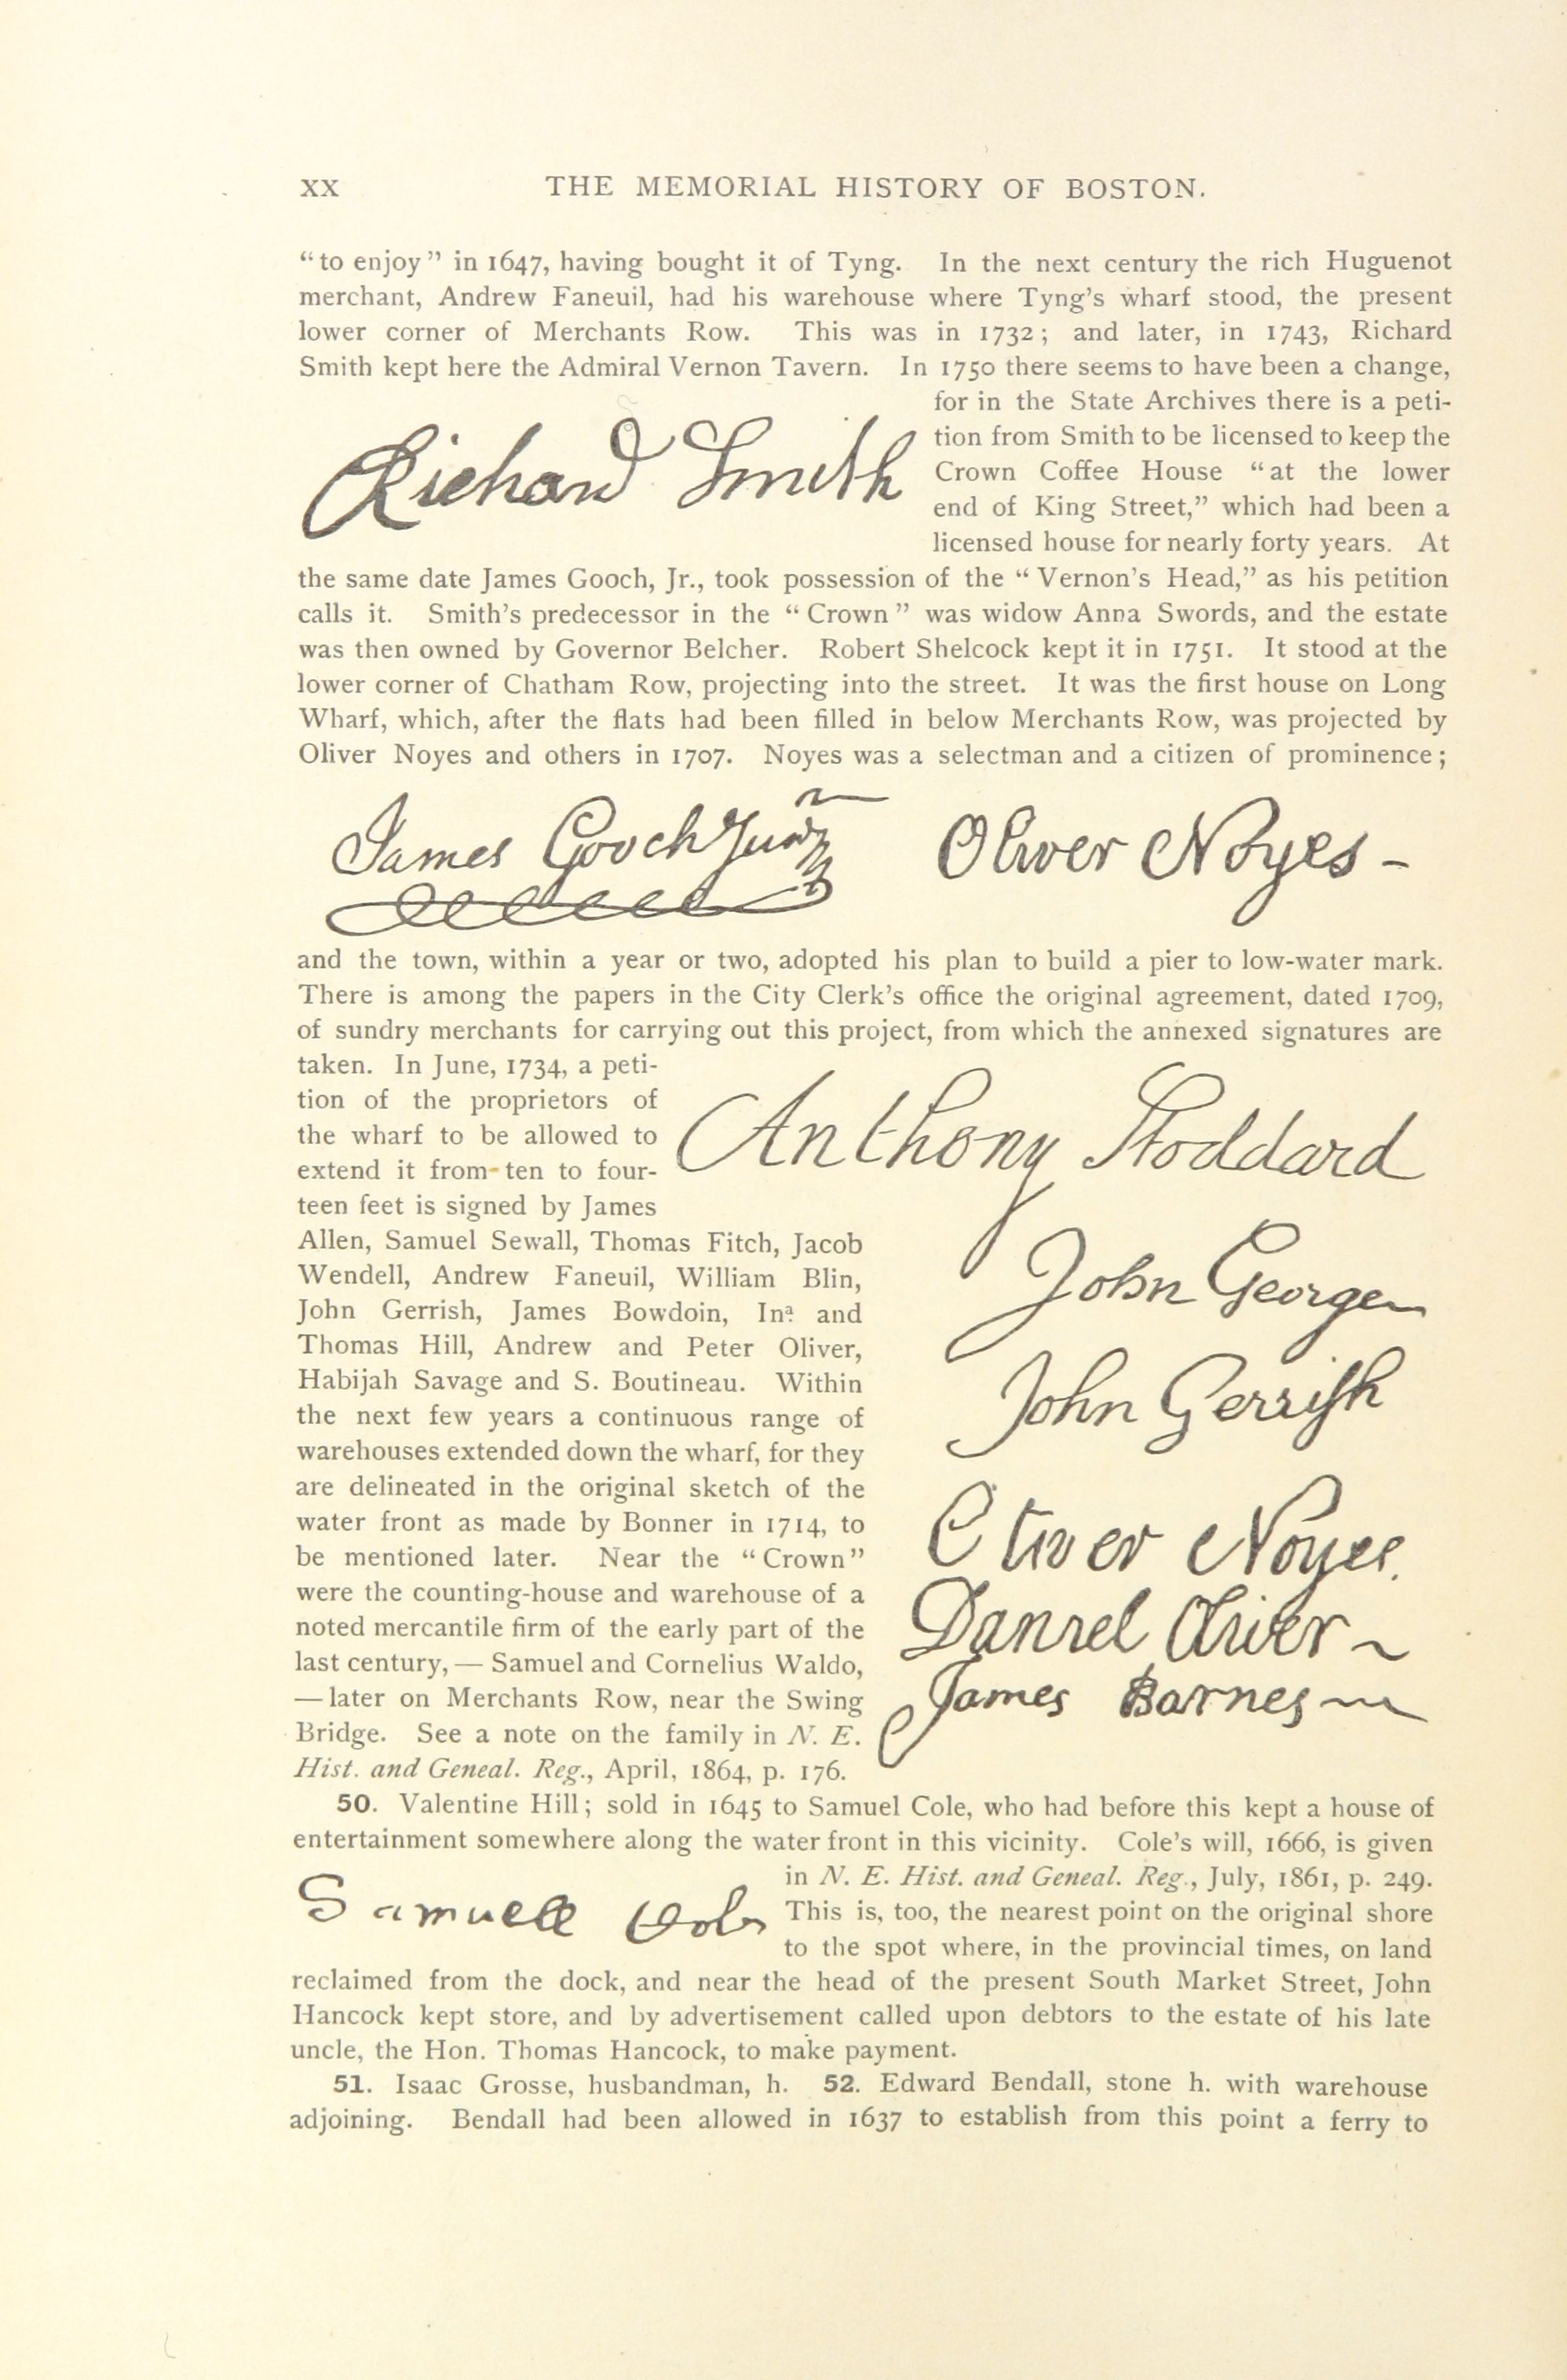 XX THE MEMORIAL HISTORY OF BOSTON.
"to enjoy" in 1647, having bought it of Tyng. In the next century the rich Huguenot
merchant, Andrew Faneuil, had his warehouse where Tyng's wharf stood, the present
lower corner of Merchants Row. This was in 1732; and later, in 1743, Richard
Smith kept here the Admiral Vernon Tavern. In 1750 there seems to have been a change,
for in the State Archives there is a peti-
tion from Smith to be licensed to keep the
Crown Coffee House "at the lower
end of King Street," which had been a
licensed house for nearly forty years. At
Richard Smith
the same date James Gooch, Jr., took possession of the "Vernon's Head," as his petition
calls it. Smith's predecessor in the "Crown" was widow Anna Swords, and the estate
was then owned by Governor Belcher. Robert Shelcock kept it in 1751. It stood at the
lower corner of Chatham Row, projecting into the street. It was the first house on Long
Wharf, which, after the flats had been filled in below Merchants Row, was projected by
Oliver Noyes and others in 1707. Noyes was a selectman and a citizen of prominence;
James Gooch Junr Oliver Noyes -
and the town, within a year or two, adopted his plan to build a pier to low-water mark.
There is among the papers in the City Clerk's office the original agreement, dated 1709,
of sundry merchants for carrying out this project, from which the annexed signatures are
taken. In June, 1734, a peti-
tion of the proprietors of
the wharf to be allowed to
extend it from ten to four-
teen feet is signed by James
Allen, Samuel Sewall, Thomas Fitch, Jacob
Wendell, Andrew Faneuil, William Blin,
John Gerrish, James Bowdoin, Inª and
Thomas Hill, Andrew and Peter Oliver,
Habijah Savage and S. Boutineau. Within
the next few years a continuous range of
warehouses extended down the wharf, for they
are delineated in the original sketch of the
water front as made by Bonner in 1714, to
be mentioned later. Near the "Crown"
were the counting-house and warehouse of a
noted mercantile firm of the early part of the
last century, — Samuel and Cornelius Waldo,
— later on Merchants Row, near the Swing
Bridge. See a note on the family in N. E.
Hist. and Geneal. Reg., April, 1864, p. 176.
Anthony Stoddard
John George
John Gerrish
Oliver Noyes.
Daniel Oliver ~
James Barnes
50. Valentine Hill; sold in 1645 to Samuel Cole, who had before this kept a house of
entertainment somewhere along the water front in this vicinity. Cole's will, 1666, is given
in N. E. Hist. and Geneal. Reg., July, 1861, p. 249.
This is, too, the nearest point on the original shore
to the spot where, in the provincial times, on land
Samuell Cole
reclaimed from the dock, and near the head of the present South Market Street, John
Hancock kept store, and by advertisement called upon debtors to the estate of his late
uncle, the Hon. Thomas Hancock, to make payment.
51. Isaac Grosse, husbandman, h. 52. Edward Bendall, stone h. with warehouse
adjoining. Bendall had been allowed in 1637 to establish from this point a ferry to